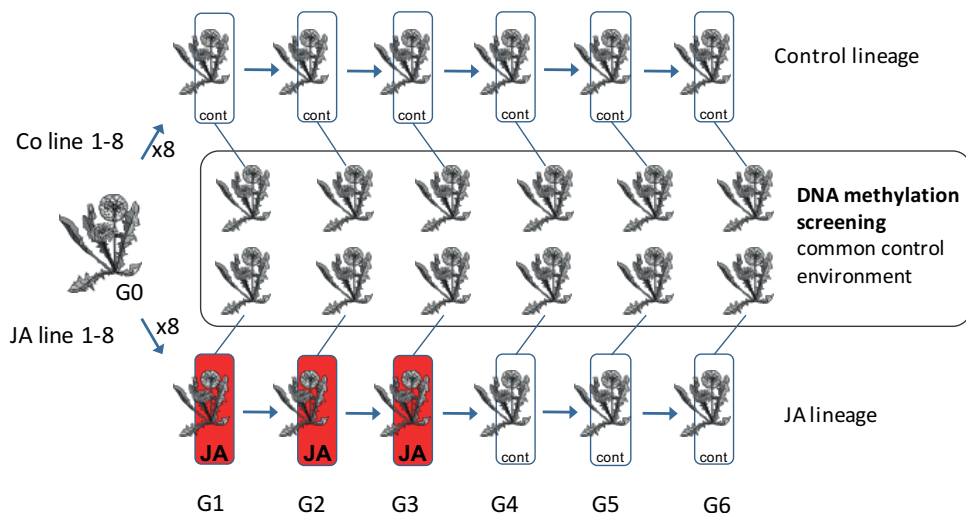 Control lineage
cont cont cont cont cont cont
Co line 1-8
x8
DNA methylation
screening
common control
environment
G0
JA line 1-8
x8
JA lineage
JA JA JA cont cont cont
G1 G2 G3 G4 G5 G6